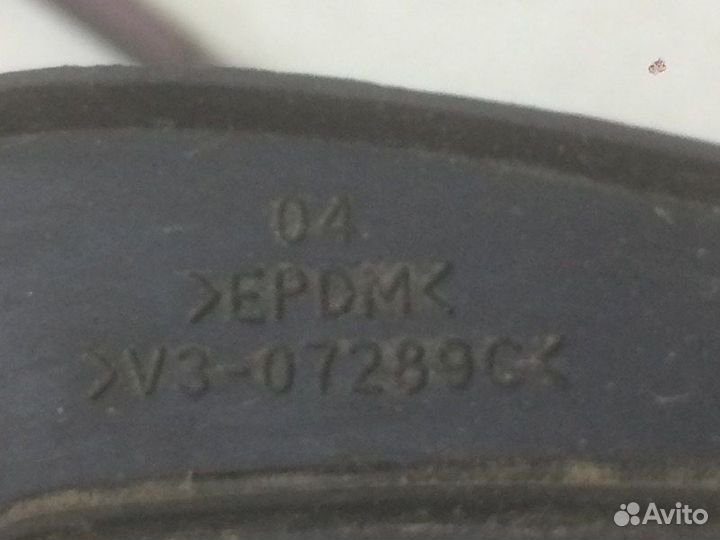 04
>EPDM<
>V3-07289C<
Avito